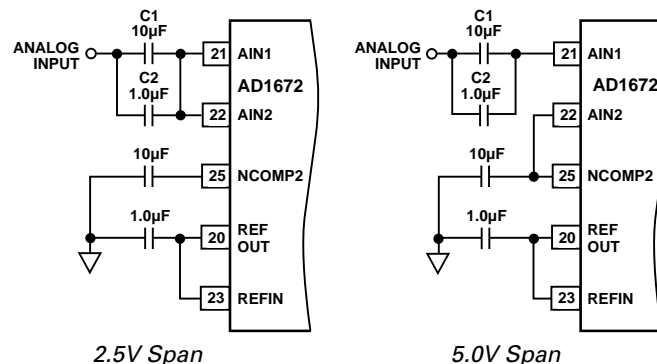 C1
10µF
ANALOG
INPUT
21 AIN1
AD1672
C2
1.0µF
22 AIN2
10µF
25 NCOMP2
1.0µF
20 REF
OUT
23 REFIN
2.5V Span
C1
10µF
ANALOG
INPUT
21 AIN1
AD1672
C2
1.0µF
22 AIN2
10µF
25 NCOMP2
1.0µF
20 REF
OUT
23 REFIN
5.0V Span